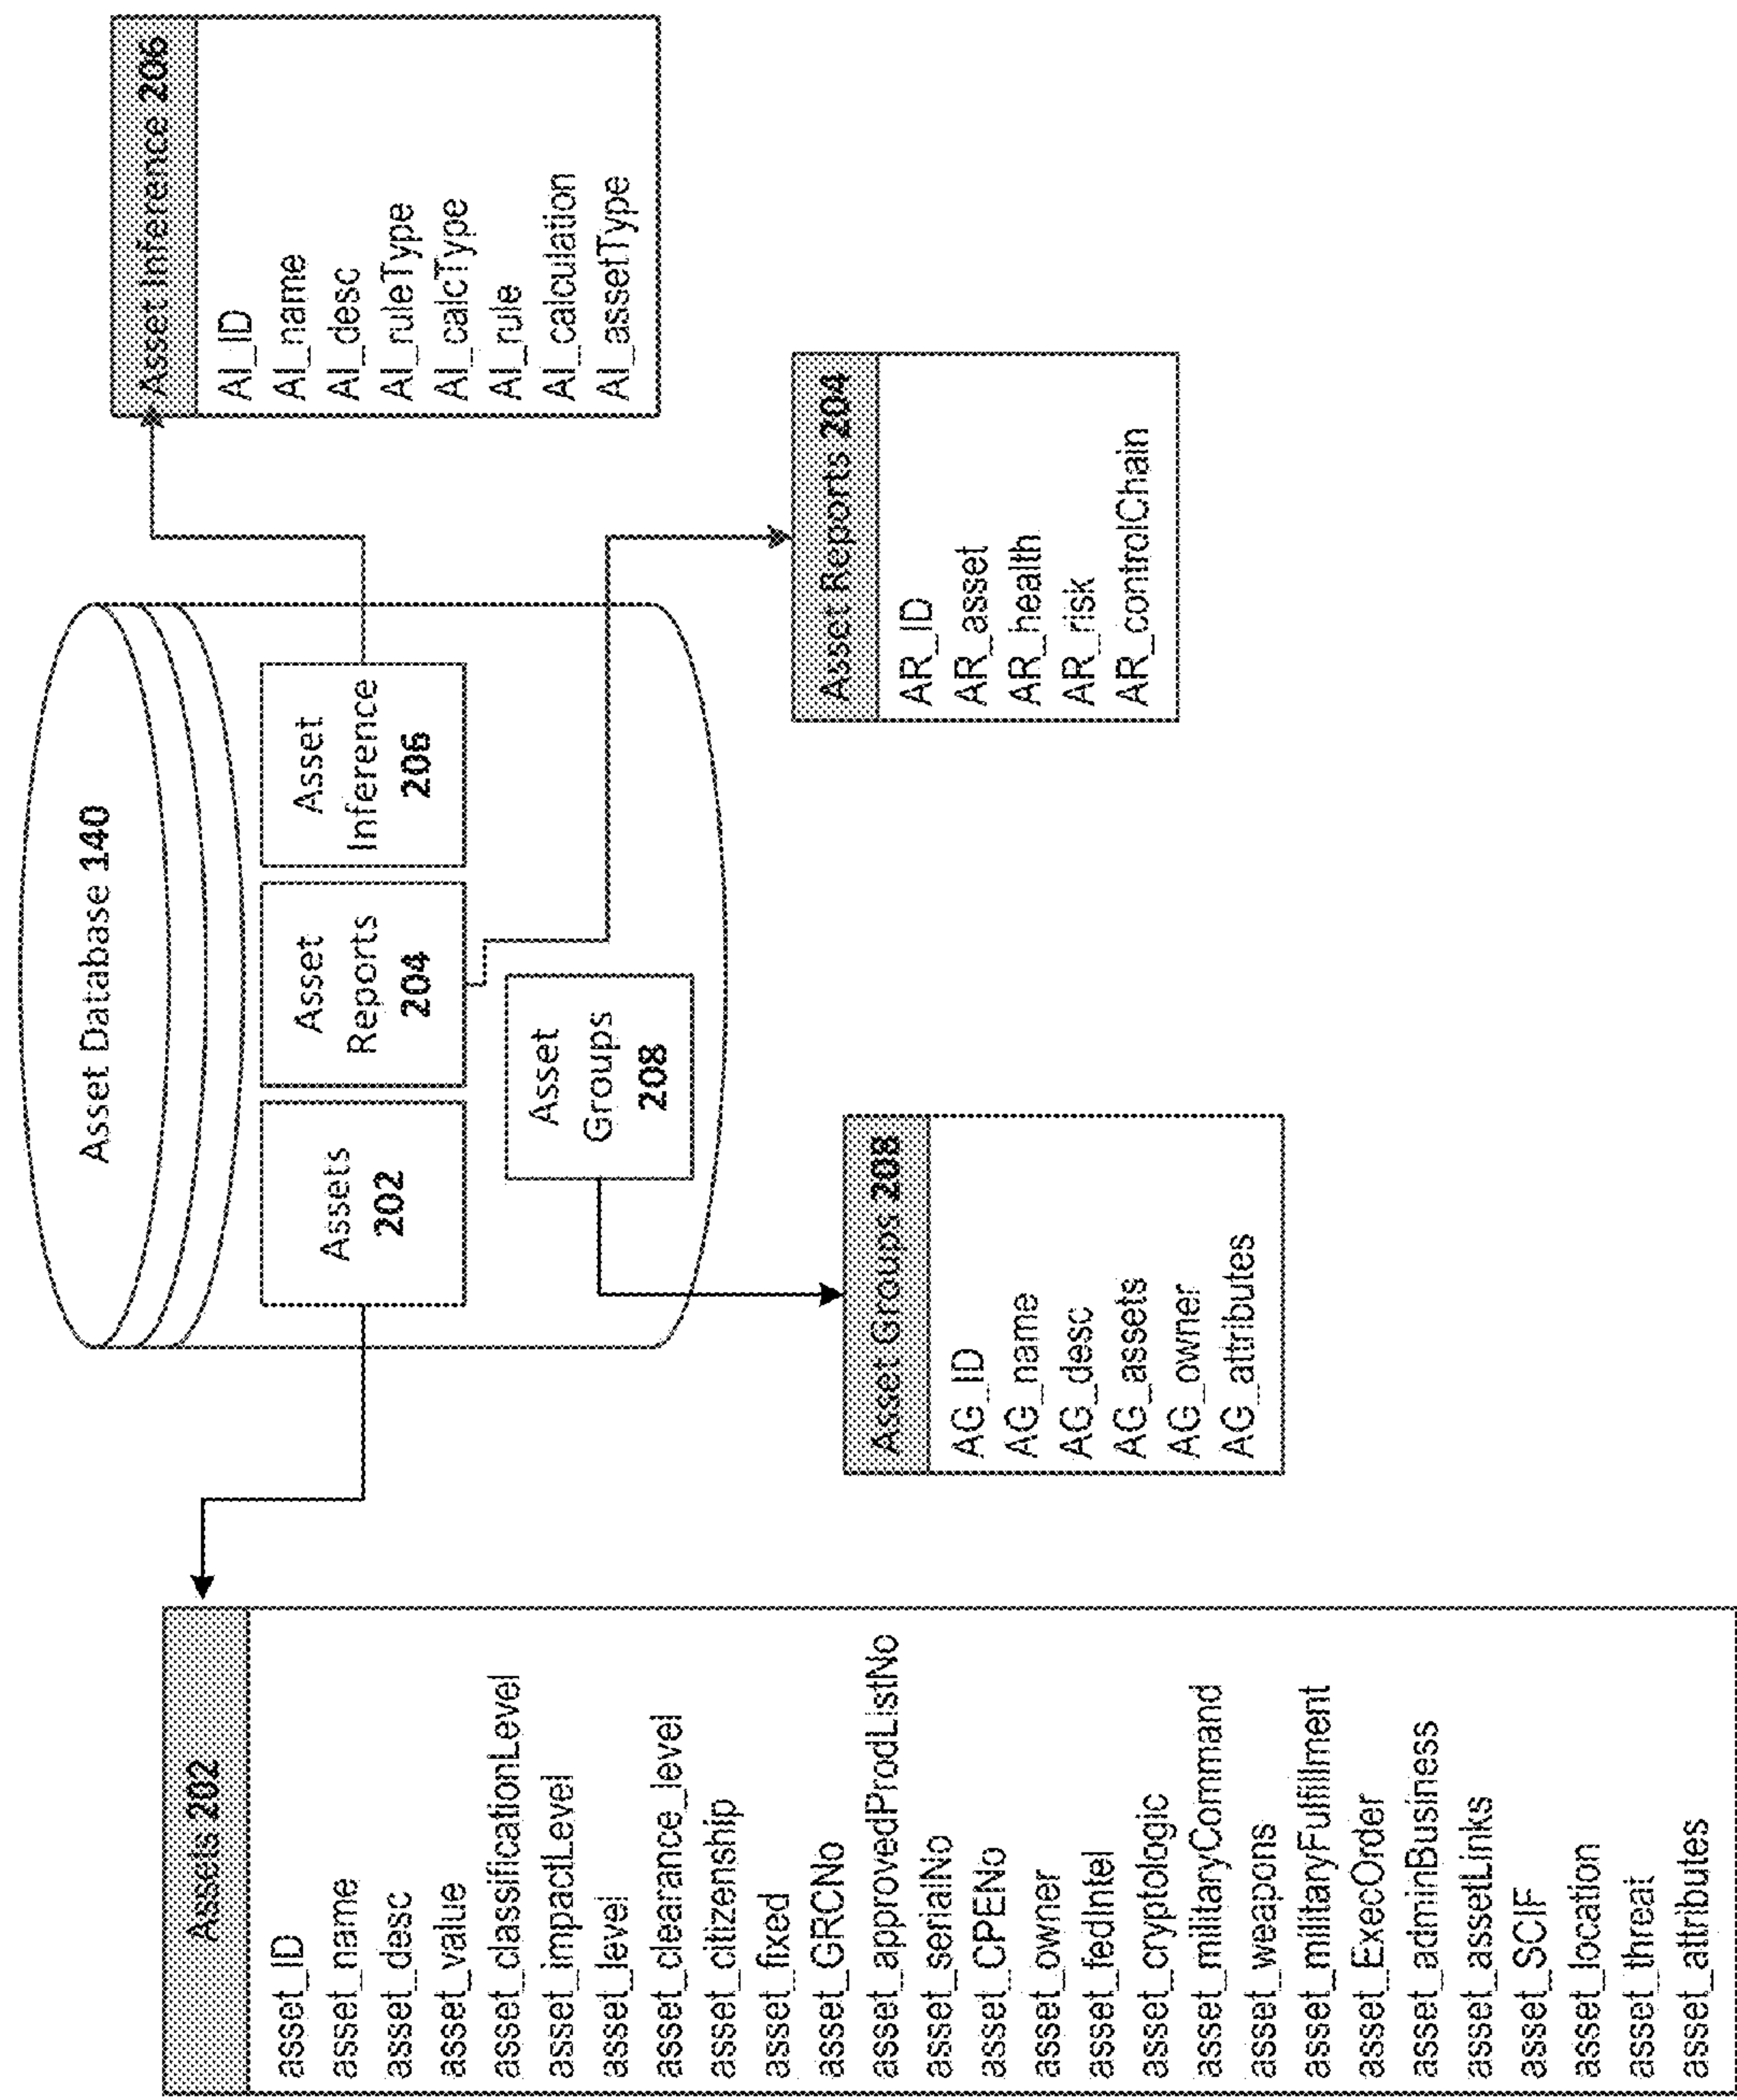 Asset Database 140
Assets
202
Asset
Reports
204
Asset
Inference
206
Asset
Groups
208
Assets 202
asset_ID
asset_name
asset_desc
asset_value
asset_classificationLevel
asset_impactLevel
asset_level
asset_clearance_level
asset_citizenship
asset_fixed
asset_GRCNo
asset_approvedProdListNo
asset_serialNo
asset_CPENo
asset_owner
asset_fedIntel
asset_cryptologic
asset_militaryCommand
asset_weapons
asset_militaryFulfillment
asset_ExecOrder
asset_adminBusiness
asset_assetLinks
asset_SCIF
asset_location
asset_threat
asset_attributes
Asset Groups 208
AG_ID
AG_name
AG_desc
AG_assets
AG_owner
AG_attributes
Asset Reports 204
AR_ID
AR_asset
AR_health
AR_risk
AR_controlChain
Asset Inference 206
AI_ID
AI_name
AI_desc
AI_ruleType
AI_calcType
AI_rule
AI_calculation
AI_assetType